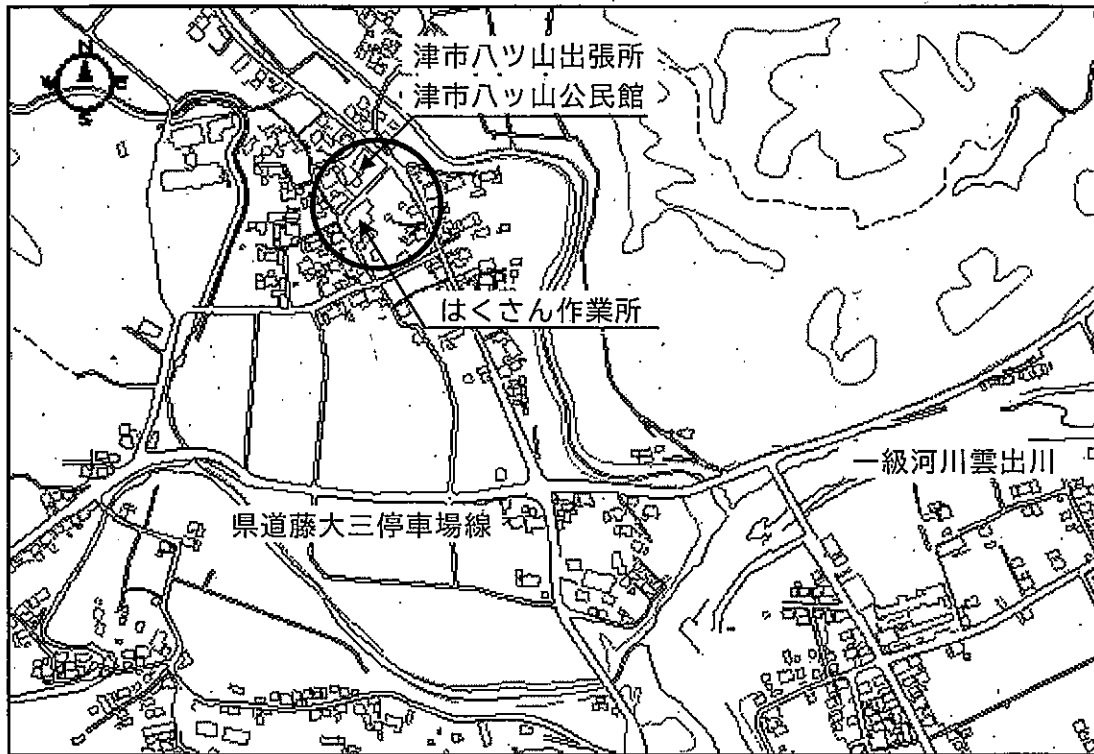 N
W
E
S
津市八ツ山出張所
津市八ッ山公民館
はくさん作業所
一級河川雲出川
県道藤大三停車場線